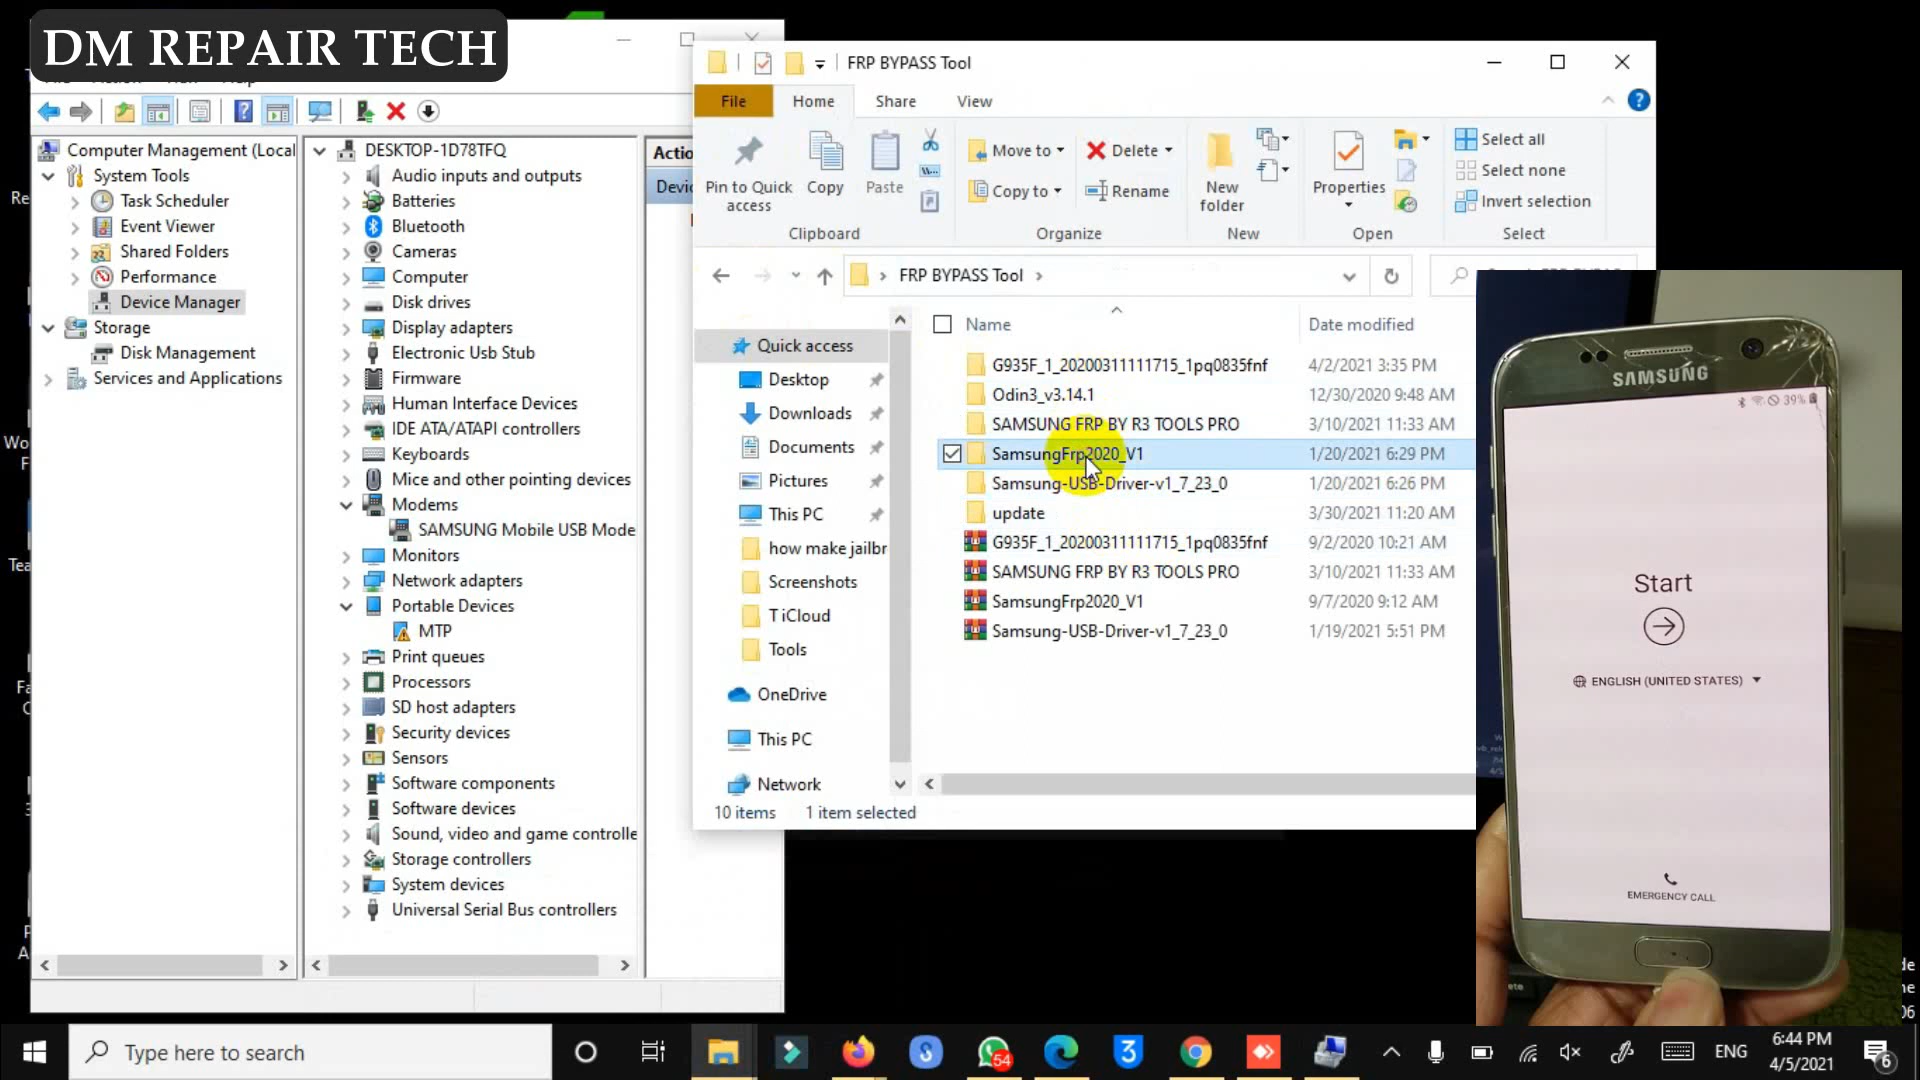 DM REPAIR TECH
Computer Management (Local
System Tools
Task Scheduler
Event Viewer
Shared Folders
Performance
Device Manager
Storage
Disk Management
Services and Applications
DESKTOP-1D78TFQ
Audio inputs and outputs
Batteries
Bluetooth
Cameras
Computer
Disk drives
Display adapters
Electronic Usb Stub
Firmware
Human Interface Devices
IDE ATA/ATAPI controllers
Keyboards
Mice and other pointing devices
Modems
SAMSUNG Mobile USB Mode
Monitors
Network adapters
Portable Devices
MTP
Print queues
Processors
SD host adapters
Security devices
Sensors
Software components
Software devices
Sound, video and game controlle
Storage controllers
System devices
Universal Serial Bus controllers
Actio
Devic
FRP BYPASS Tool
File Home Share View
Pin to Quick access
Copy
Paste
Move to
Copy to
Delete
Rename
New folder
Properties
Select all
Select none
Invert selection
Clipboard Organize New Open Select
FRP BYPASS Tool
Quick access
Desktop
Downloads
Documents
Pictures
This PC
how make jailbr
Screenshots
T iCloud
Tools
OneDrive
This PC
Network
Name Date modified
G935F_1_20200311111715_1pq0835fnf 4/2/2021 3:35 PM
Odin3_v3.14.1 12/30/2020 9:48 AM
SAMSUNG FRP BY R3 TOOLS PRO 3/10/2021 11:33 AM
SamsungFrp2020_V1 1/20/2021 6:29 PM
Samsung-USB-Driver-v1_7_23_0 1/20/2021 6:26 PM
update 3/30/2021 11:20 AM
G935F_1_20200311111715_1pq0835fnf 9/2/2020 10:21 AM
SAMSUNG FRP BY R3 TOOLS PRO 3/10/2021 11:33 AM
SamsungFrp2020_V1 9/7/2020 9:12 AM
Samsung-USB-Driver-v1_7_23_0 1/19/2021 5:51 PM
10 items 1 item selected
SAMSUNG
39%
Start
ENGLISH (UNITED STATES)
EMERGENCY CALL
Type here to search
54
ENG
6:44 PM
4/5/2021
6